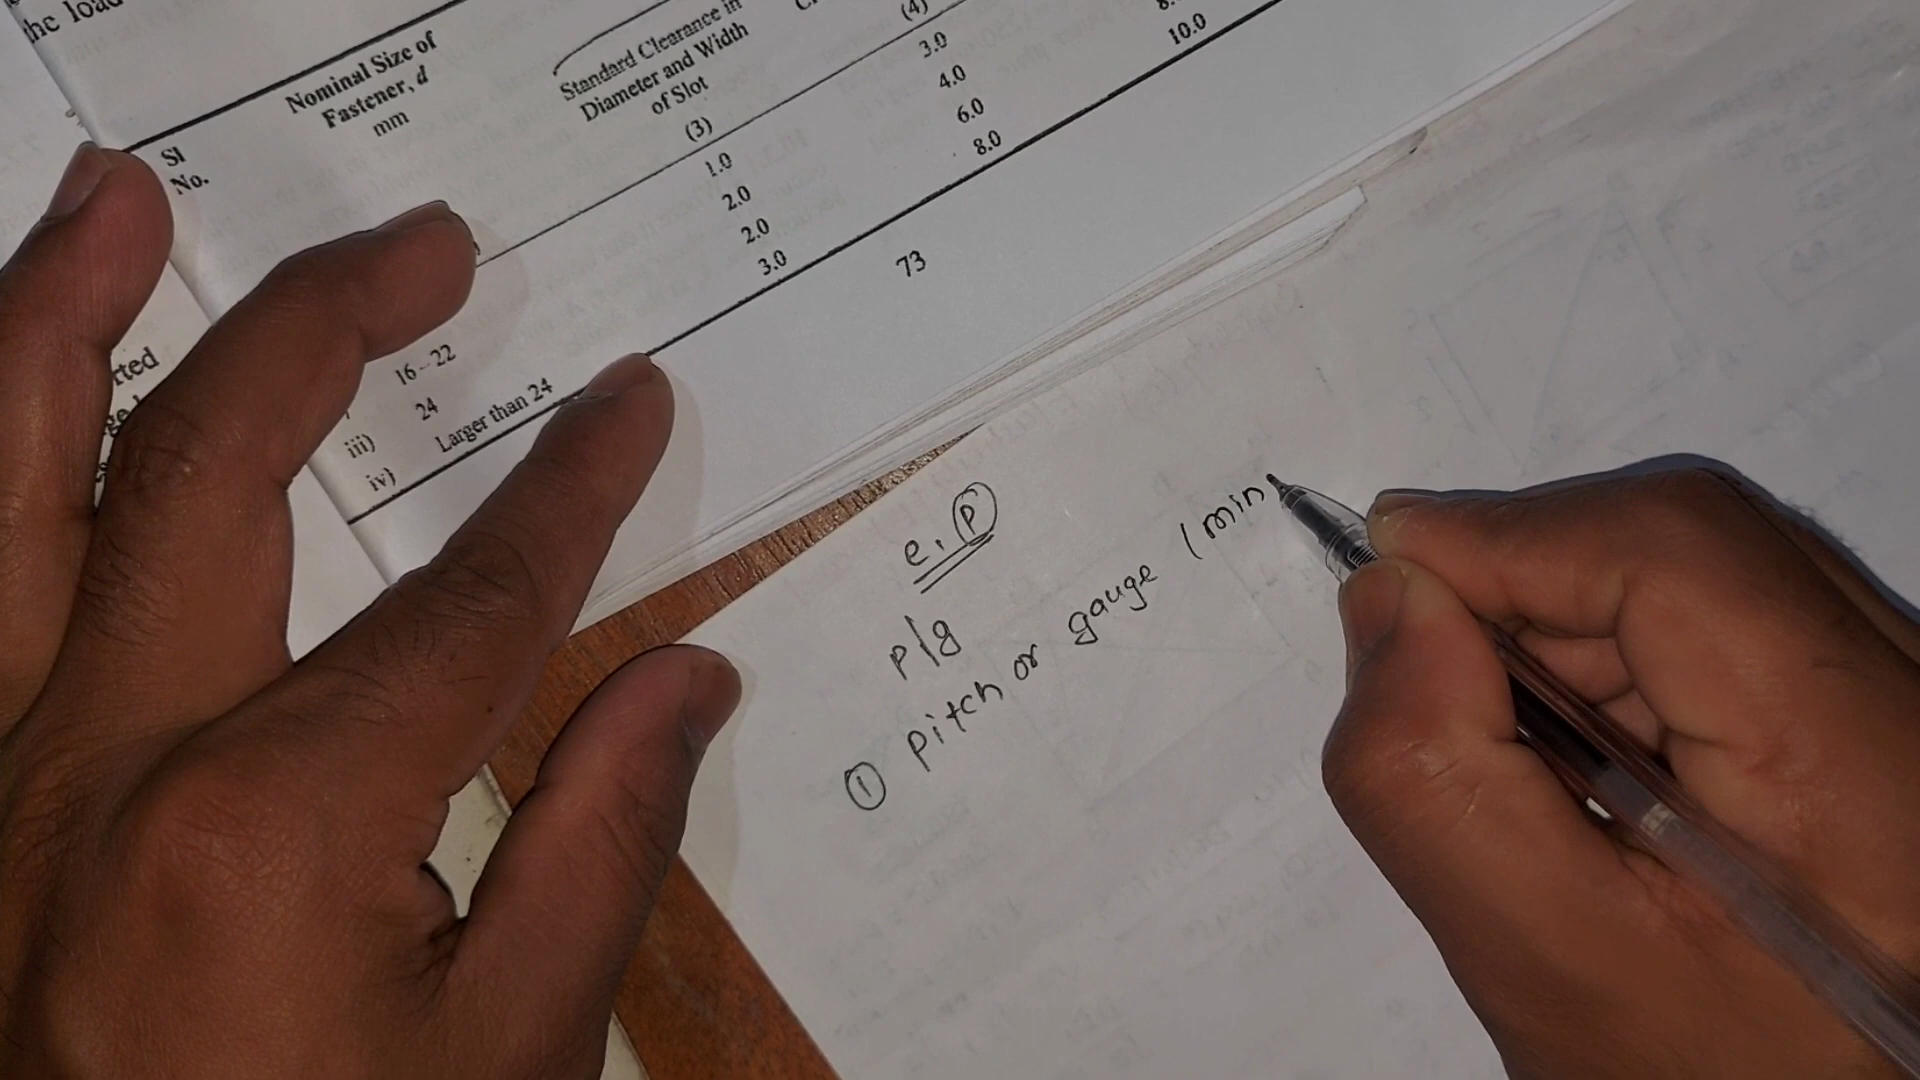 the load
Nominal Size of
Fastener, d
mm
Standard Clearance in
Diameter and Width
of Slot
Sl
No.
(3)
(4)
1.0
3.0
2.0
4.0
2.0
6.0
3.0
8.0
10.0
16–22
24
iii)
iv) Larger than 24
73
rted
e, p
p/g
① pitch or gauge (min